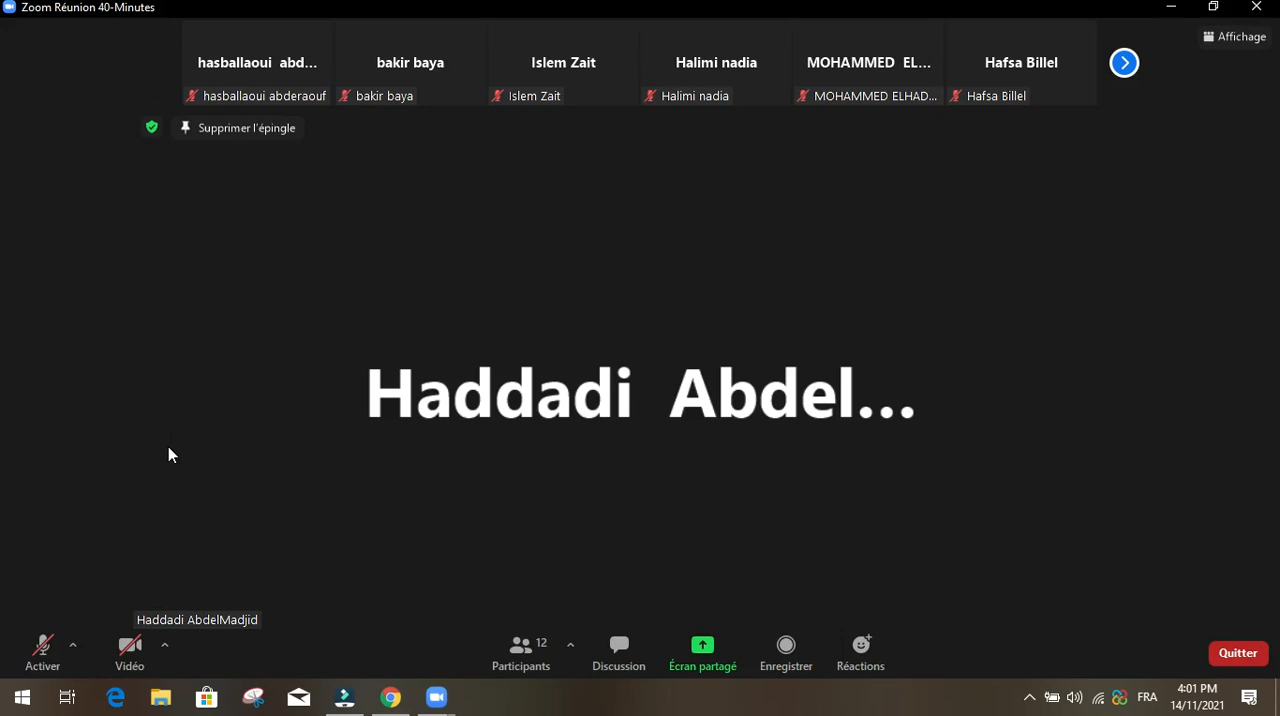 Zoom Réunion 40-Minutes
Affichage
hasballaoui abd...
bakir baya
Islem Zait
Halimi nadia
MOHAMMED EL...
Hafsa Billel
hasballaoui abderaouf
bakir baya
Islem Zait
Halimi nadia
MOHAMMED ELHAD...
Hafsa Billel
Supprimer l'épingle
Haddadi Abdel...
Haddadi AbdelMadjid
Activer
Vidéo
12
Participants
Discussion
Écran partagé
Enregistrer
Réactions
Quitter
FRA
4:01 PM
14/11/2021